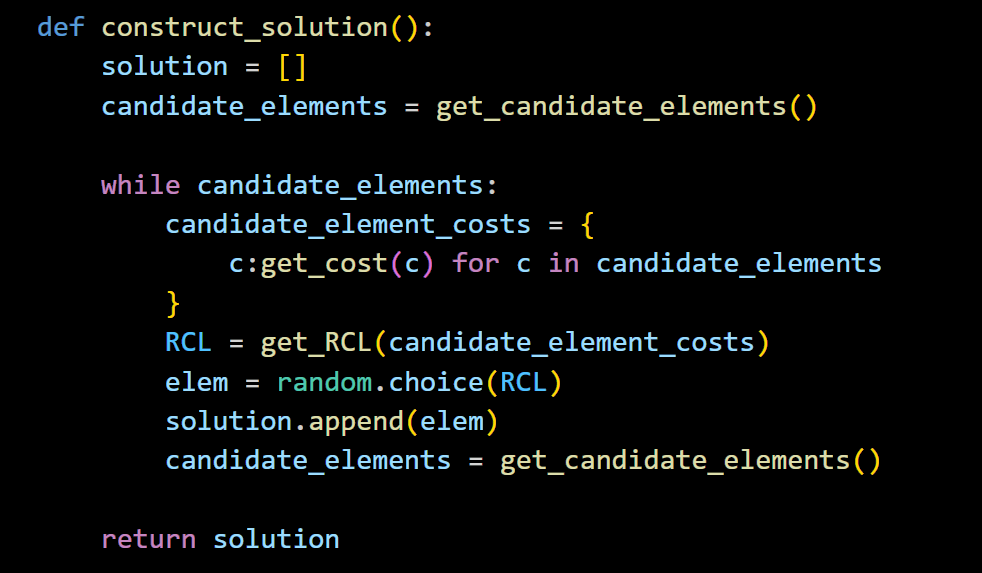 def construct_solution():
    solution = []
    candidate_elements = get_candidate_elements()

    while candidate_elements:
        candidate_element_costs = {
            c:get_cost(c) for c in candidate_elements
        }
        RCL = get_RCL(candidate_element_costs)
        elem = random.choice(RCL)
        solution.append(elem)
        candidate_elements = get_candidate_elements()

    return solution